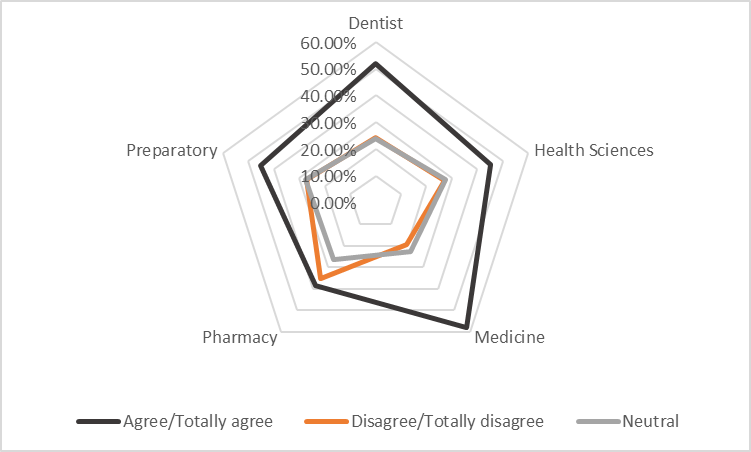 Dentist
60.00%
50.00%
40.00%
30.00%
20.00%
10.00%
0.00%
Preparatory
Health Sciences
Pharmacy
Medicine
Agree/Totally agree
Disagree/Totally disagree
Neutral